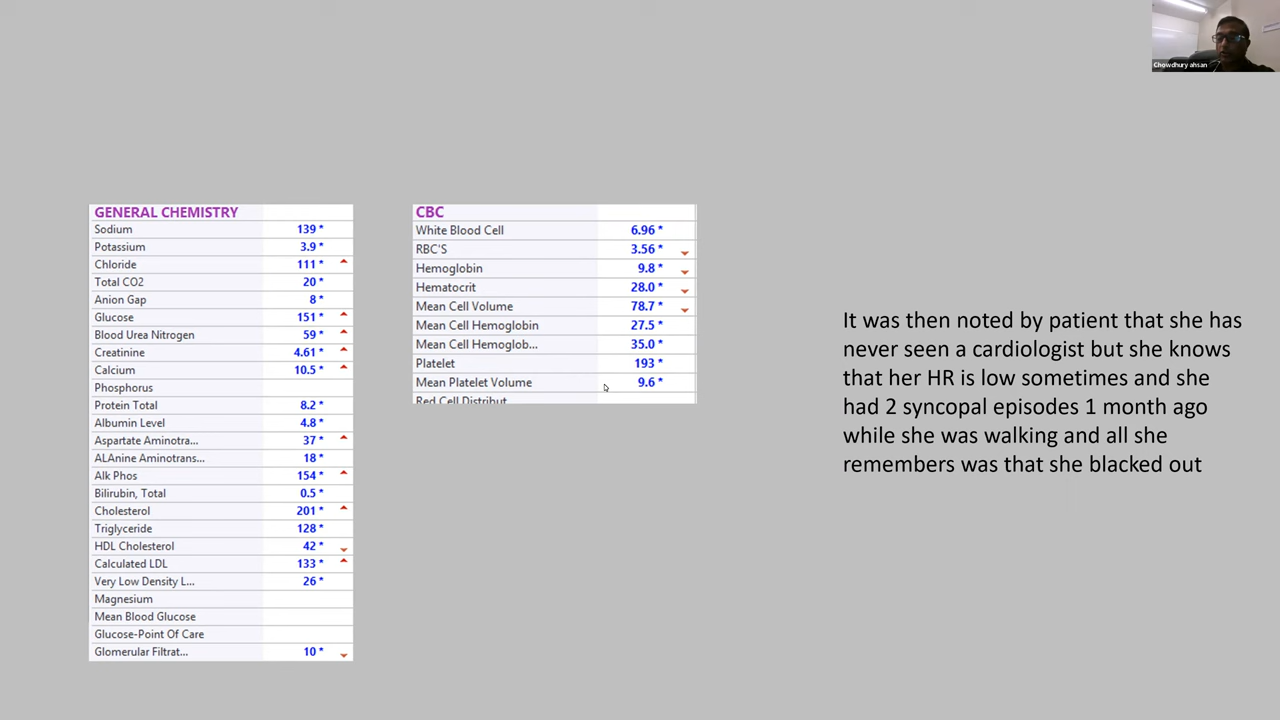 Chowdhury ahsan
GENERAL CHEMISTRY
Sodium 139 *
Potassium 3.9 *
Chloride 111 *
Total CO2 20 *
Anion Gap 8 *
Glucose 151 *
Blood Urea Nitrogen 59 *
Creatinine 4.61 *
Calcium 10.5 *
Phosphorus
Protein Total 8.2 *
Albumin Level 4.8 *
Aspartate Aminotra... 37 *
ALAnine Aminotrans... 18 *
Alk Phos 154 *
Bilirubin, Total 0.5 *
Cholesterol 201 *
Triglyceride 128 *
HDL Cholesterol 42 *
Calculated LDL 133 *
Very Low Density L... 26 *
Magnesium
Mean Blood Glucose
Glucose-Point Of Care
Glomerular Filtrat... 10 *
CBC
White Blood Cell 6.96 *
RBC'S 3.56 *
Hemoglobin 9.8 *
Hematocrit 28.0 *
Mean Cell Volume 78.7 *
Mean Cell Hemoglobin 27.5 *
Mean Cell Hemoglob... 35.0 *
Platelet 193 *
Mean Platelet Volume 9.6 *
Red Cell Distribut
It was then noted by patient that she has
never seen a cardiologist but she knows
that her HR is low sometimes and she
had 2 syncopal episodes 1 month ago
while she was walking and all she
remembers was that she blacked out